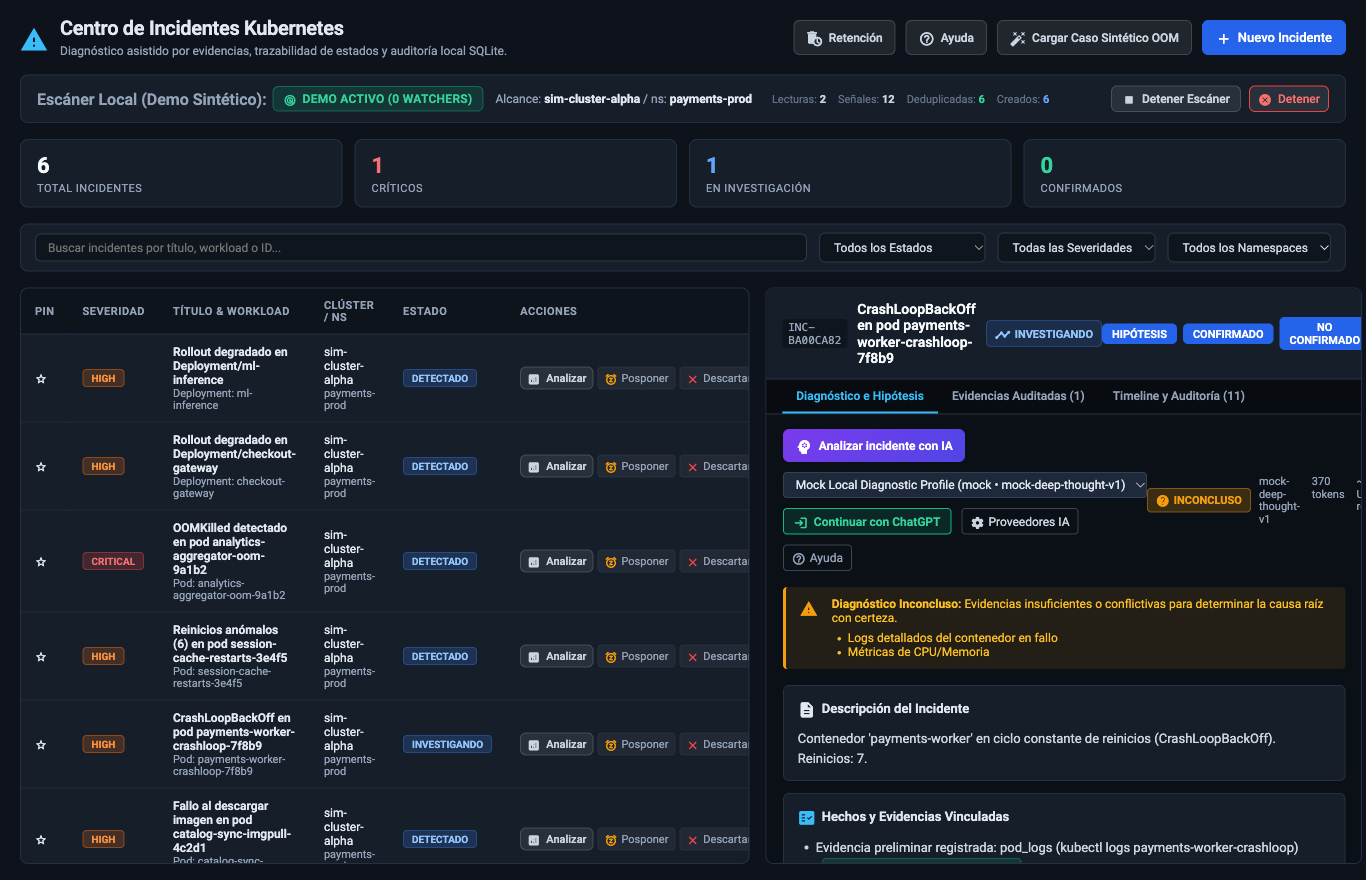 Centro de Incidentes Kubernetes
Diagnóstico asistido por evidencias, trazabilidad de estados y auditoría local SQLite.
Retención
Ayuda
Cargar Caso Sintético OOM
+ Nuevo Incidente
Escáner Local (Demo Sintético):
DEMO ACTIVO (0 WATCHERS)
Alcance: sim-cluster-alpha / ns: payments-prod
Lecturas: 2
Señales: 12
Deduplicadas: 6
Creados: 6
Detener Escáner
Detener
6
TOTAL INCIDENTES
1
CRÍTICOS
1
EN INVESTIGACIÓN
0
CONFIRMADOS
Buscar incidentes por título, workload o ID...
Todos los Estados
Todas las Severidades
Todos los Namespaces
PIN
SEVERIDAD
TÍTULO & WORKLOAD
CLÚSTER
/ NS
ESTADO
ACCIONES
HIGH
Rollout degradado en
Deployment/ml-
inference
Deployment: ml-
inference
sim-
cluster-
alpha
payments-
prod
DETECTADO
Analizar
Posponer
Descarta
HIGH
Rollout degradado en
Deployment/checkout-
gateway
Deployment: checkout-
gateway
sim-
cluster-
alpha
payments-
prod
DETECTADO
Analizar
Posponer
Descarta
CRITICAL
OOMKilled detectado
en pod analytics-
aggregator-oom-
9a1b2
Pod: analytics-
aggregator-oom-9a1b2
sim-
cluster-
alpha
payments-
prod
DETECTADO
Analizar
Posponer
Descarta
HIGH
Reinicios anómalos
(6) en pod session-
cache-restarts-3e4f5
Pod: session-cache-
restarts-3e4f5
sim-
cluster-
alpha
payments-
prod
DETECTADO
Analizar
Posponer
Descarta
HIGH
CrashLoopBackOff en
pod payments-worker-
crashloop-7f8b9
Pod: payments-worker-
crashloop-7f8b9
sim-
cluster-
alpha
payments-
prod
INVESTIGANDO
Analizar
Posponer
Descarta
HIGH
Fallo al descargar
imagen en pod
catalog-sync-imgpull-
4c2d1
Pod: catalog-sync-
sim-
cluster-
alpha
payments-
DETECTADO
Analizar
Posponer
Descarta
INC-
BA00CA82
CrashLoopBackOff
en pod payments-
worker-crashloop-
7f8b9
INVESTIGANDO
HIPÓTESIS
CONFIRMADO
NO
CONFIRMADO
Diagnóstico e Hipótesis
Evidencias Auditadas (1)
Timeline y Auditoría (11)
Analizar incidente con IA
Mock Local Diagnostic Profile (mock • mock-deep-thought-v1)
INCONCLUSO
mock-
deep-
thought-
v1
370
tokens
Continuar con ChatGPT
Proveedores IA
Ayuda
Diagnóstico Inconcluso: Evidencias insuficientes o conflictivas para determinar la causa raíz
con certeza.
• Logs detallados del contenedor en fallo
• Métricas de CPU/Memoria
Descripción del Incidente
Contenedor 'payments-worker' en ciclo constante de reinicios (CrashLoopBackOff).
Reinicios: 7.
Hechos y Evidencias Vinculadas
• Evidencia preliminar registrada: pod_logs (kubectl logs payments-worker-crashloop)